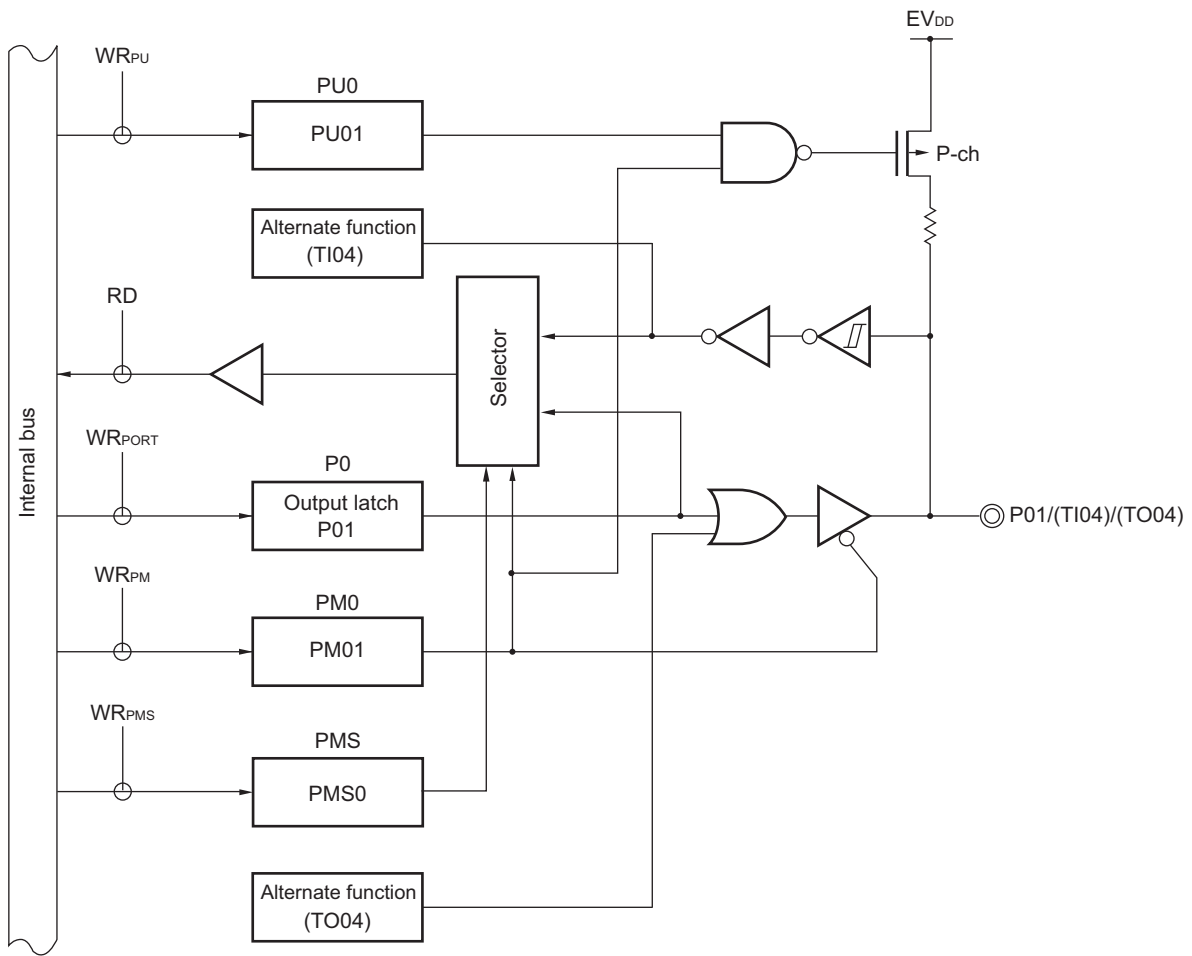 EVDD
WRPU
PU0
PU01
P-ch
Alternate function
(TI04)
RD
Selector
Internal bus
WRPORT
P0
Output latch
P01
P01/(TI04)/(TO04)
WRPM
PM0
PM01
WRPMS
PMS
PMS0
Alternate function
(TO04)